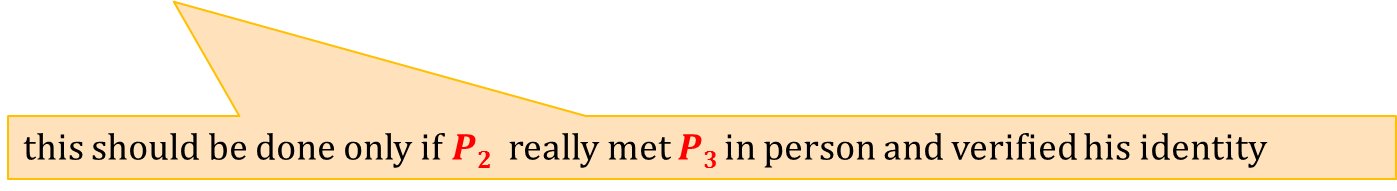 this should be done only if P₂ really met P₃ in person and verified his identity